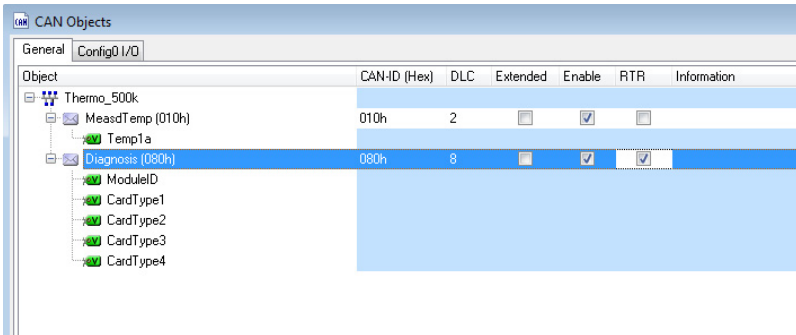 CAN CAN Objects
General Config0 I/O
Object CAN-ID (Hex) DLC Extended Enable RTR Information
Thermo_500k
MeasdTemp (010h) 010h 2
Temp1a
Diagnosis (080h) 080h 8
ModuleID
CardType1
CardType2
CardType3
CardType4